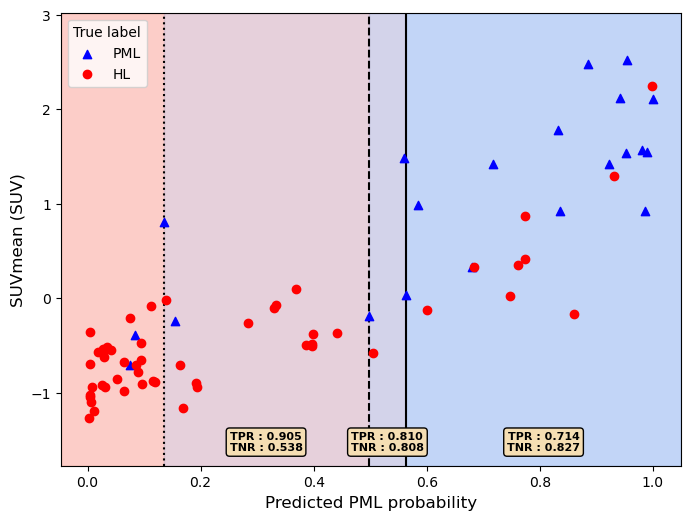 True label
PML
HL
SUVmean (SUV)
3
2
1
0
−1
TPR : 0.905
TNR : 0.538
TPR : 0.810
TNR : 0.808
TPR : 0.714
TNR : 0.827
0.0 0.2 0.4 0.6 0.8 1.0
Predicted PML probability